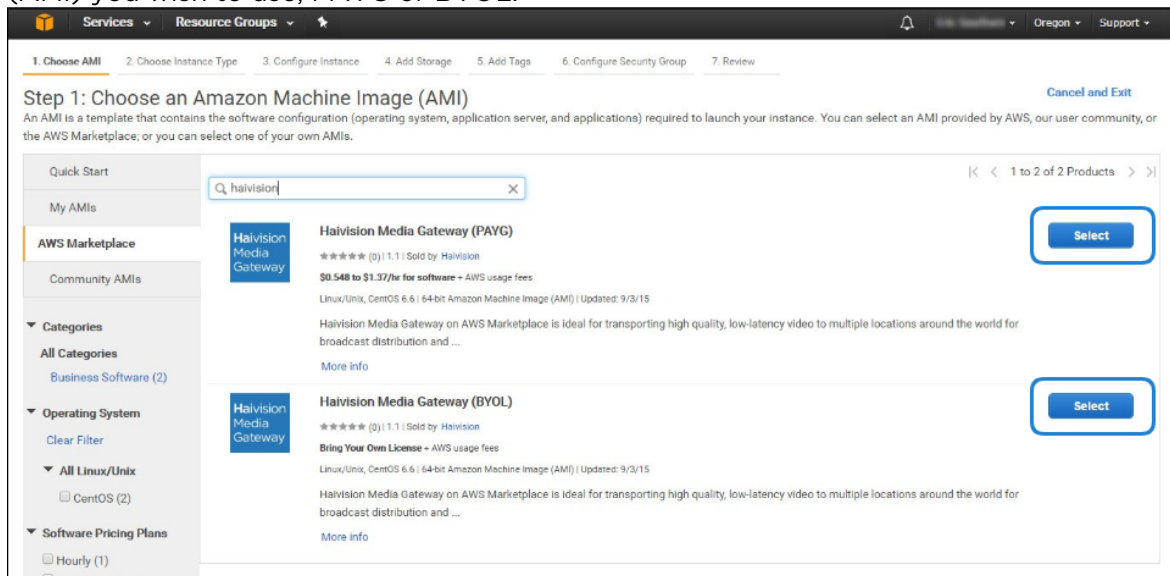 (AMI) you wish to use, PAYG or BYOL.
Services Resource Groups Oregon Support
1. Choose AMI 2. Choose Instance Type 3. Configure Instance 4. Add Storage 5. Add Tags 6. Configure Security Group 7. Review
Step 1: Choose an Amazon Machine Image (AMI)
Cancel and Exit
An AMI is a template that contains the software configuration (operating system, application server, and applications) required to launch your instance. You can select an AMI provided by AWS, our user community, or
the AWS Marketplace; or you can select one of your own AMIs.
Quick Start
My AMIs
AWS Marketplace
Community AMIs
Categories
All Categories
Business Software (2)
Operating System
Clear Filter
All Linux/Unix
CentOS (2)
Software Pricing Plans
Hourly (1)
haivision
1 to 2 of 2 Products
Haivision
Media
Gateway
Haivision Media Gateway (PAYG)
(0) | 1.1 | Sold by Haivision
$0.548 to $1.37/hr for software + AWS usage fees
Linux/Unix, CentOS 6.6 | 64-bit Amazon Machine Image (AMI) | Updated: 9/3/15
Haivision Media Gateway on AWS Marketplace is ideal for transporting high quality, low-latency video to multiple locations around the world for
broadcast distribution and ...
More info
Select
Haivision
Media
Gateway
Haivision Media Gateway (BYOL)
(0) | 1.1 | Sold by Haivision
Bring Your Own License + AWS usage fees
Linux/Unix, CentOS 6.6 | 64-bit Amazon Machine Image (AMI) | Updated: 9/3/15
Haivision Media Gateway on AWS Marketplace is ideal for transporting high quality, low-latency video to multiple locations around the world for
broadcast distribution and ...
More info
Select